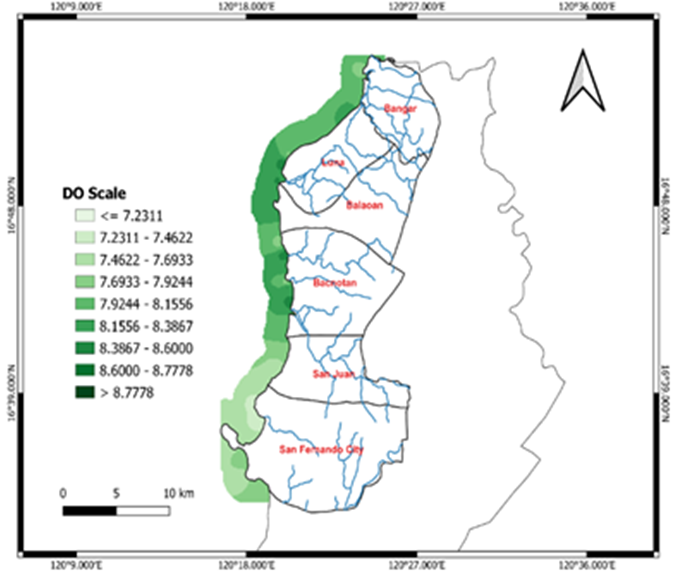 120°9.000'E 120°18.000'E 120°27.000'E 120°36.000'E
Bangar
Luna
16°48.000'N
16°48.000'N
DO Scale
<= 7.2311
Balaoan
7.2311 - 7.4622
7.4622 - 7.6933
7.6933 - 7.9244
Bacnotan
7.9244 - 8.1556
8.1556 - 8.3867
8.3867 - 8.6000
8.6000 - 8.7778
San Juan
> 8.7778
16°39.000'N
16°39.000'N
San Fernando City
0 5 10 km
120°9.000'E 120°18.000'E 120°27.000'E 120°36.000'E